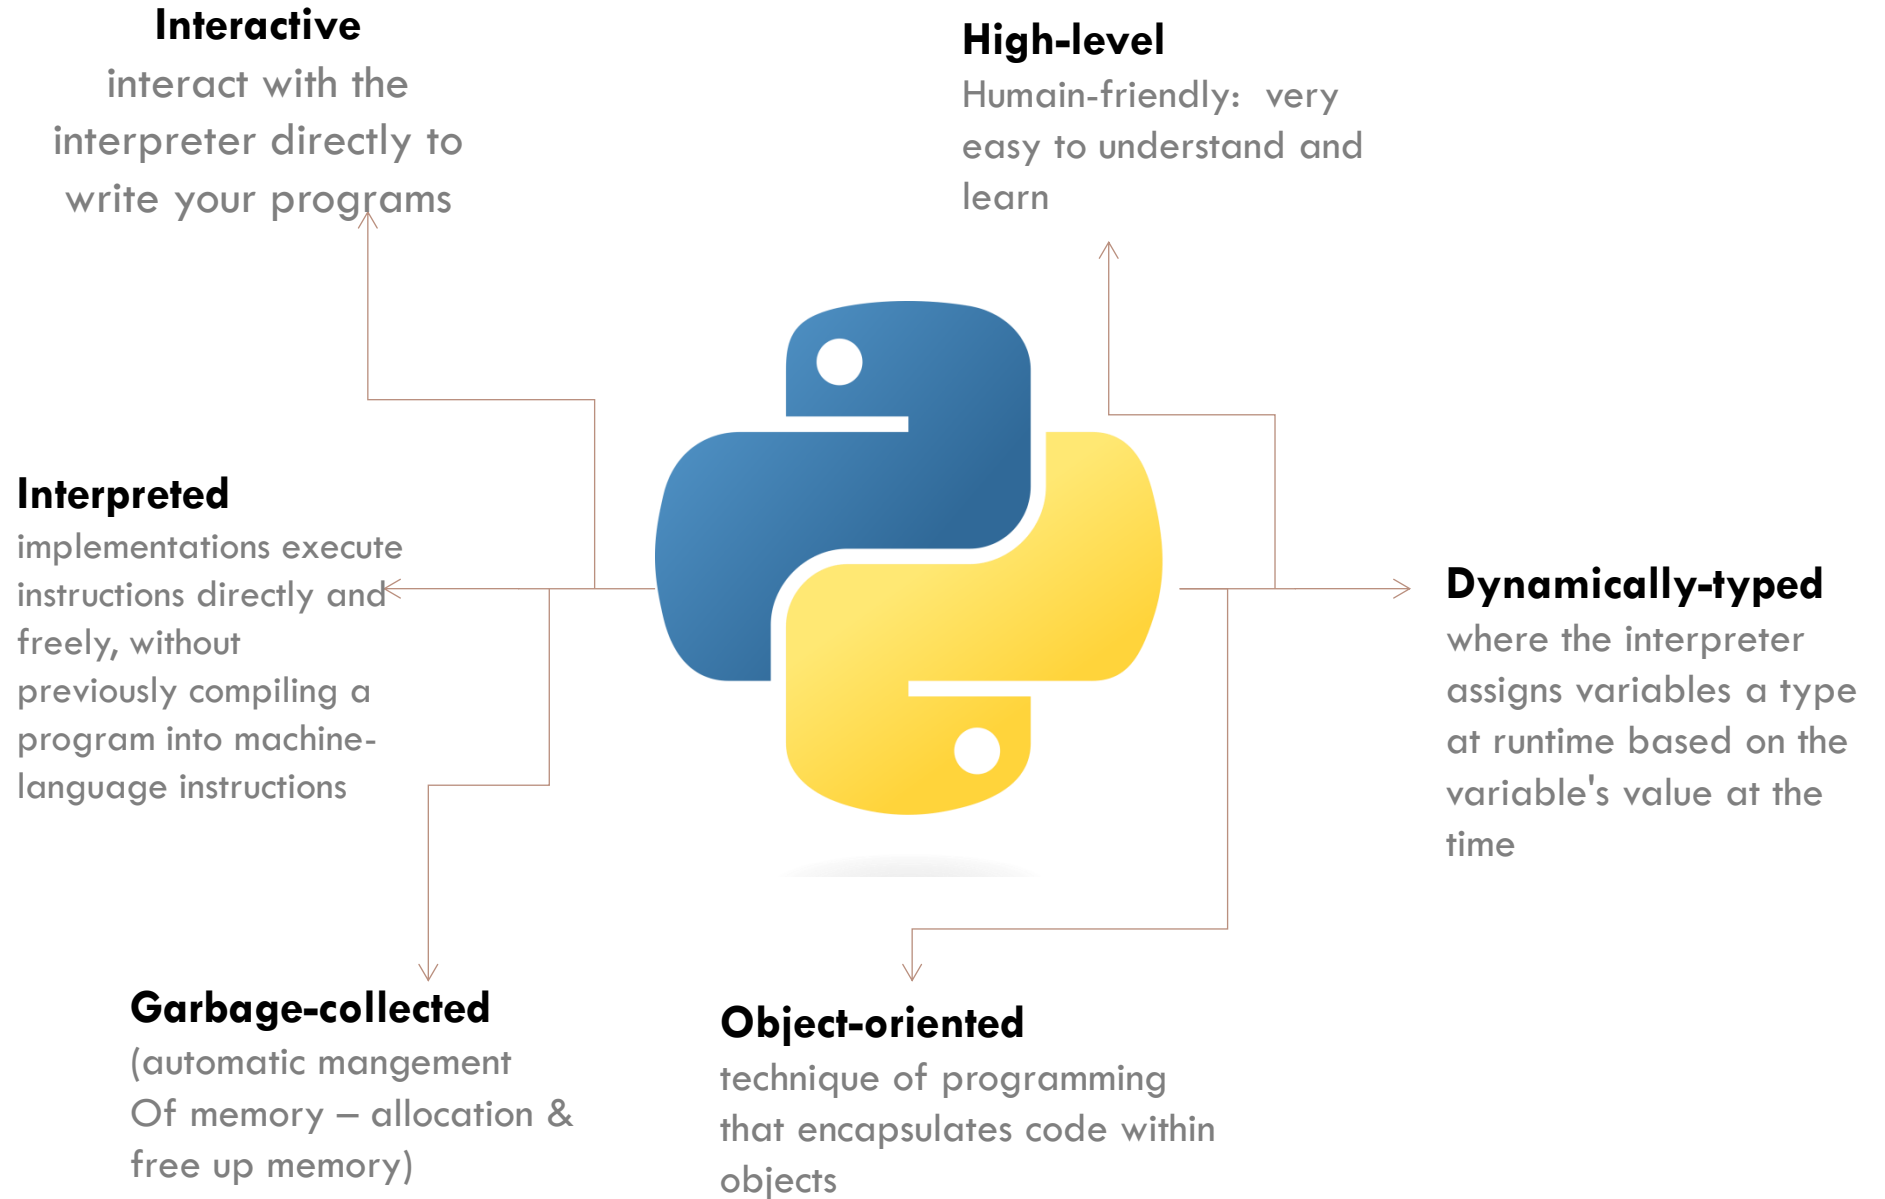 Interactive
interact with the
interpreter directly to
write your programs
High-level
Humain-friendly:  very
easy to understand and
learn
Interpreted
implementations execute
instructions directly and
freely, without
previously compiling a
program into machine-
language instructions
Dynamically-typed
where the interpreter
assigns variables a type
at runtime based on the
variable's value at the
time
Garbage-collected
(automatic mangement
Of memory – allocation &
free up memory)
Object-oriented
technique of programming
that encapsulates code within
objects